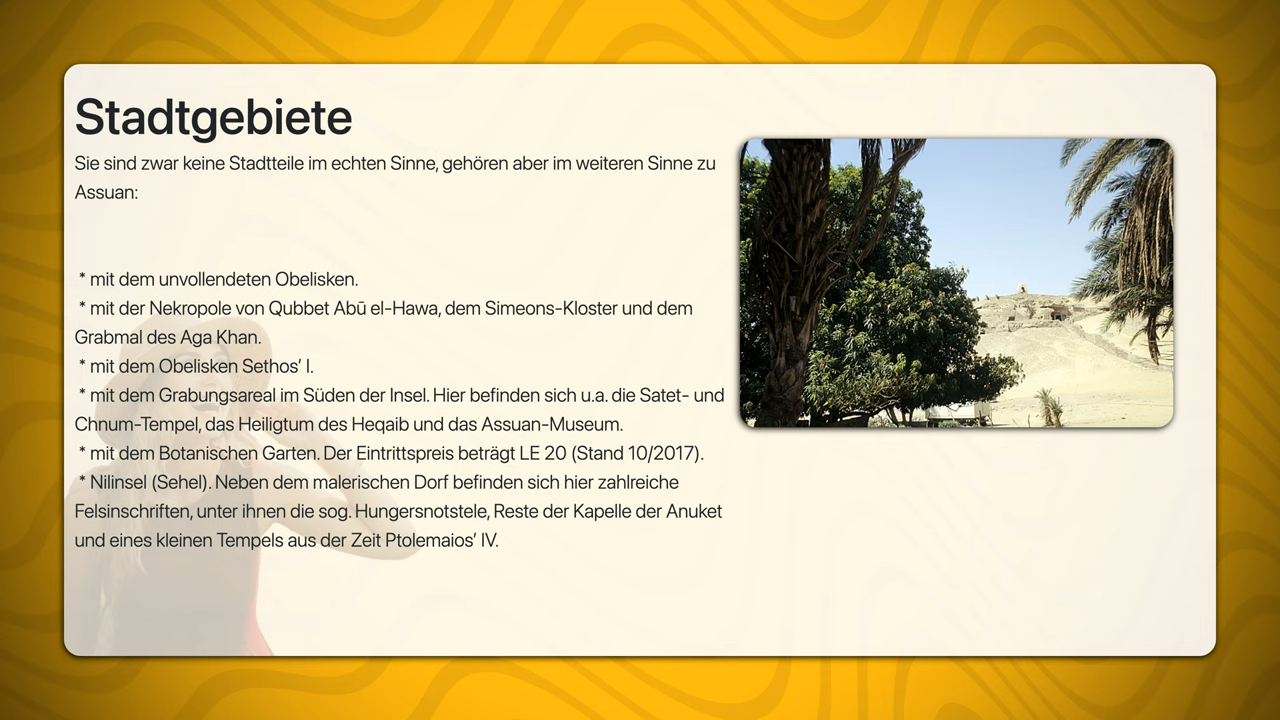 Stadtgebiete
Sie sind zwar keine Stadtteile im echten Sinne, gehören aber im weiteren Sinne zu
Assuan:
* mit dem unvollendeten Obelisken.
* mit der Nekropole von Qubbet Abū el-Hawa, dem Simeons-Kloster und dem
Grabmal des Aga Khan.
* mit dem Obelisken Sethos’ I.
* mit dem Grabungsareal im Süden der Insel. Hier befinden sich u.a. die Satet- und
Chnum-Tempel, das Heiligtum des Heqaib und das Assuan-Museum.
* mit dem Botanischen Garten. Der Eintrittspreis beträgt LE 20 (Stand 10/2017).
* Nilinsel (Sehel). Neben dem malerischen Dorf befinden sich hier zahlreiche
Felsinschriften, unter ihnen die sog. Hungersnotstele, Reste der Kapelle der Anuket
und eines kleinen Tempels aus der Zeit Ptolemaios’ IV.